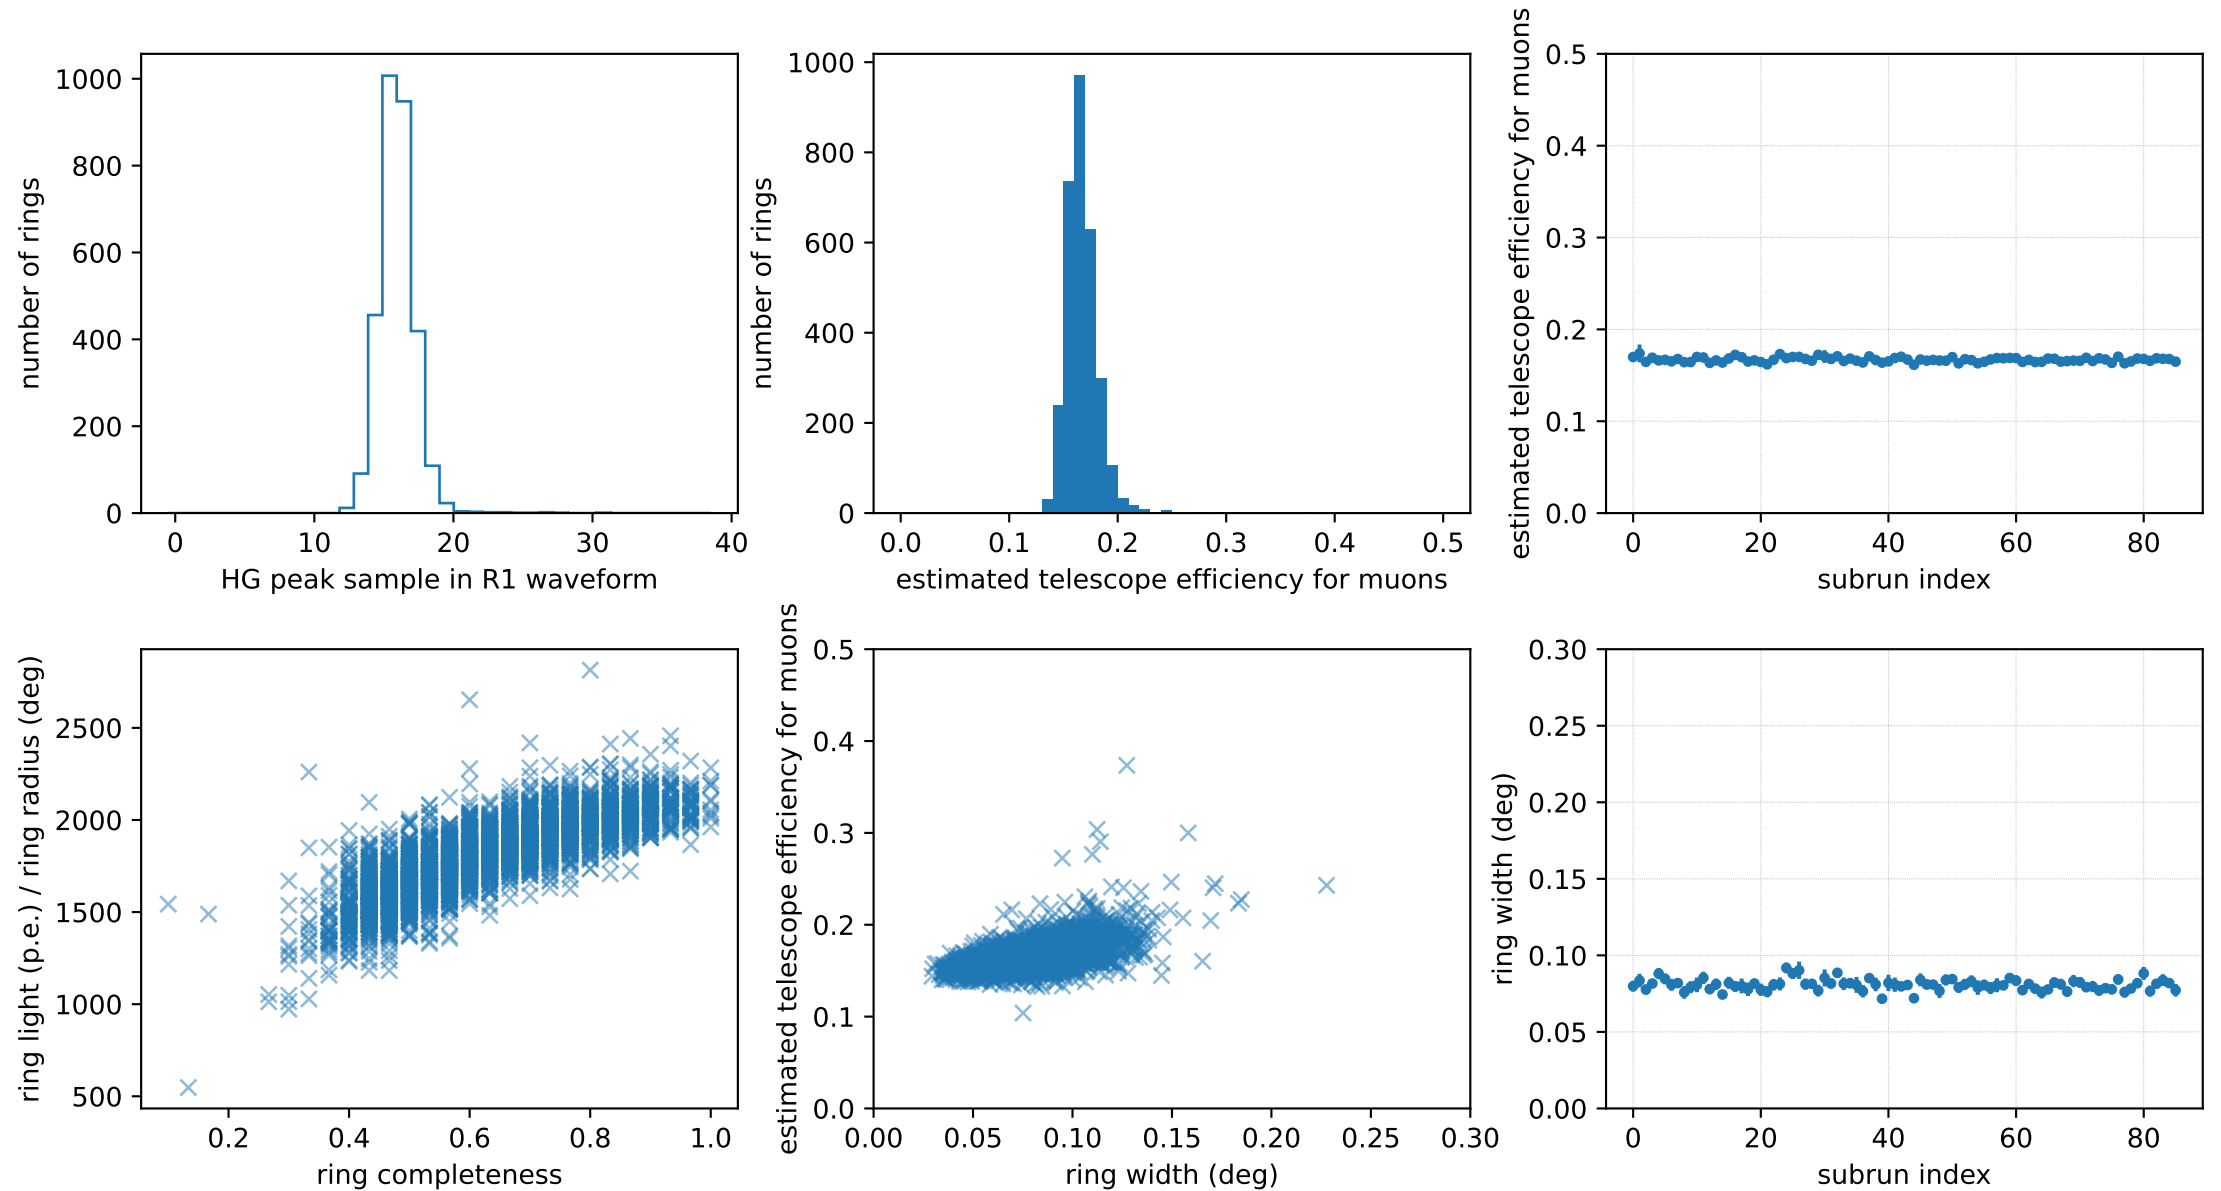 1000
800
600
400
200
0
number of rings
0 10 20 30 40
HG peak sample in R1 waveform
1000
800
600
400
200
0
number of rings
0.0 0.1 0.2 0.3 0.4 0.5
estimated telescope efficiency for muons
0.5
0.4
0.3
0.2
0.1
0.0
estimated telescope efficiency for muons
0 20 40 60 80
subrun index
2500
2000
1500
1000
500
ring light (p.e.) / ring radius (deg)
0.2 0.4 0.6 0.8 1.0
ring completeness
0.5
0.4
0.3
0.2
0.1
0.0
estimated telescope efficiency for muons
0.00 0.05 0.10 0.15 0.20 0.25 0.30
ring width (deg)
0.30
0.25
0.20
0.15
0.10
0.05
0.00
ring width (deg)
0 20 40 60 80
subrun index